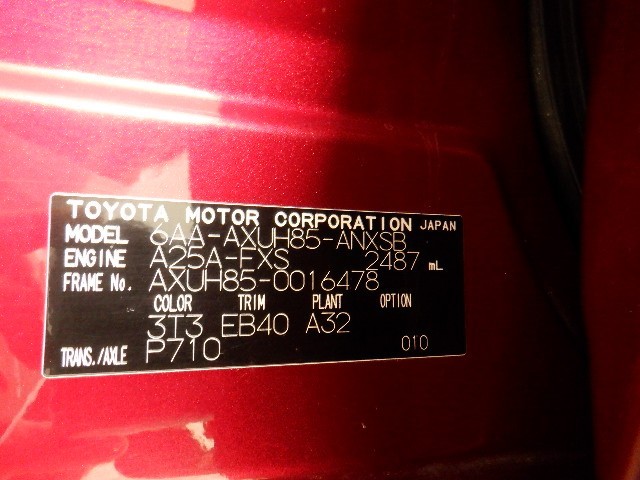 TOYOTA MOTOR CORPORATION JAPAN
MODEL 6AA-AXUH85-ANXSB
ENGINE A25A-FXS 2487 mL
FRAME No. AXUH85-0016478
COLOR TRIM PLANT OPTION
3T3 EB40 A32
TRANS./AXLE P710 010